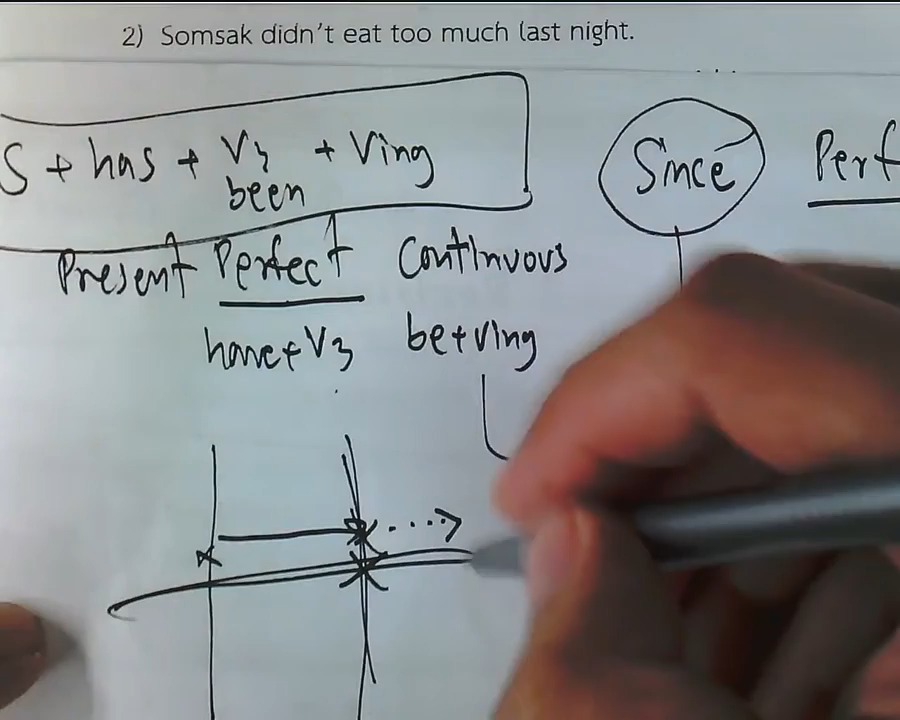 2) Somsak didn't eat too much last night.
S + has + V3 + Ving
been
Since
Perf
Present Perfect Continuous
have + V3 be + Ving